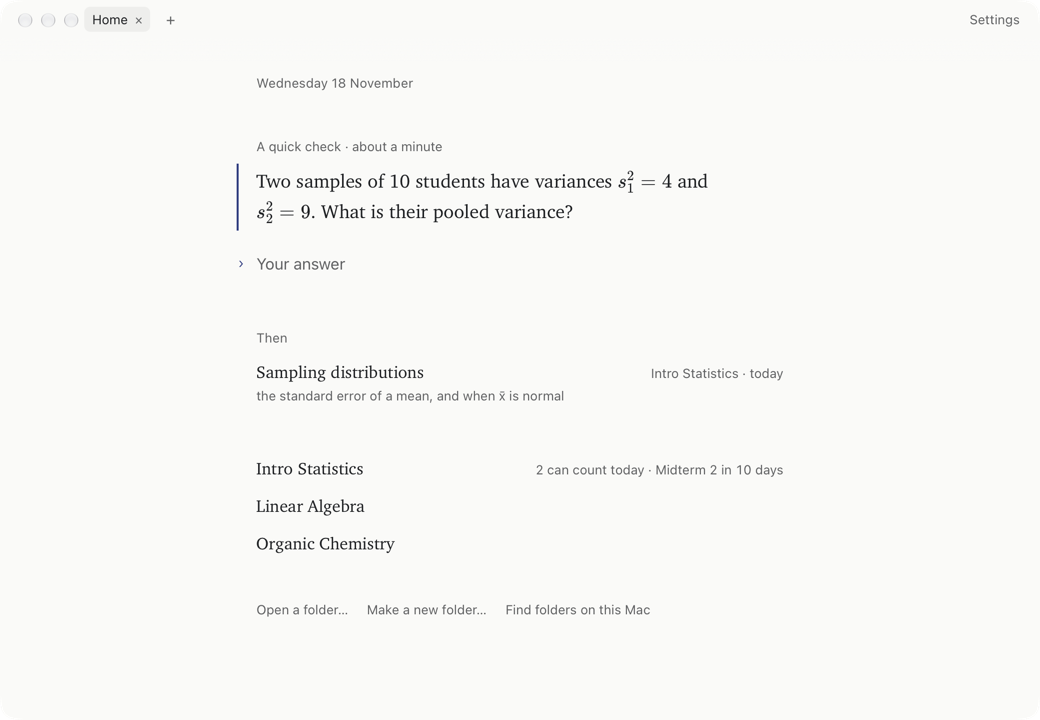 Home ×
+
Settings
Wednesday 18 November
A quick check · about a minute
Two samples of 10 students have variances s₁² = 4 and
s₂² = 9. What is their pooled variance?
› Your answer
Then
Sampling distributions
Intro Statistics · today
the standard error of a mean, and when x̄ is normal
Intro Statistics
2 can count today · Midterm 2 in 10 days
Linear Algebra
Organic Chemistry
Open a folder... Make a new folder... Find folders on this Mac